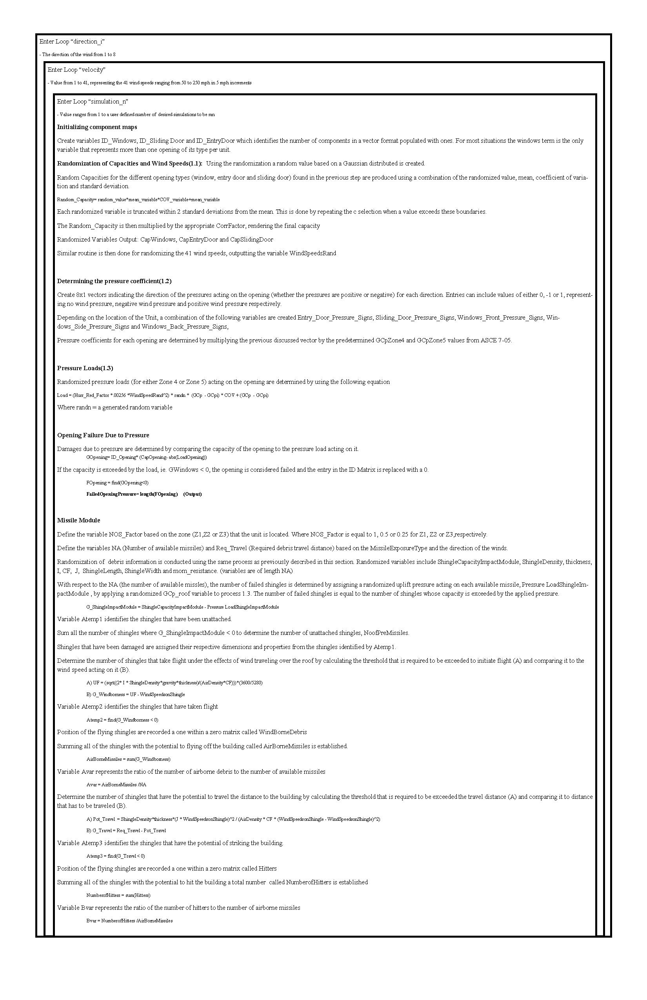 Enter Loop “direction_i”
- The direction of the wind from 1 to 8
Enter Loop “velocity”
- Value from 1 to 41, representing the 41 wind speeds ranging from 50 to 250 mph in 5 mph increments
Enter Loop “simulation_n”
- Value ranges from 1 to a user defined number of  desired simulations to be ran
Initializing component maps
Create variables ID_Windows, ID_Sliding Door and ID_EntryDoor which identifies the number of components in a vector format populated with ones. For most situations the windows term is the only
variable that represents more than one opening of its type per unit.
Randomization of Capacities and Wind Speeds(1.1):  Using the randomization a random value based on a Gaussian distributed is created.
Random Capacities for the different opening types (window, entry door and sliding door) found in the previous step are produced using a combination of the randomized value, mean, coefficient of varia-
tion and standard deviation.
Random_Capacity= random_value*mean_variable*COV_variable+mean_variable
Each randomized variable is truncated within 2 standard deviations from the mean. This is done by repeating the c selection when a value exceeds these boundaries.
The Random_Capacity is then multiplied by the appropriate CorrFactor, rendering the final capacity
Randomized Variables Output: CapWindows, CapEntryDoor and CapSlidingDoor
Similar routine is then done for randomizing the 41 wind speeds, outputting the variable WindSpeedsRand
Determining the pressure coefficient(1.2)
Create 8x1 vectors indicating the direction of the pressures acting on the opening (whether the pressures are positive or negative) for each direction. Entries can include values of either 0, -1 or 1, represent-
ing no wind pressure, negative wind pressure and positive wind pressure respectively.
Depending on the location of the Unit, a combination of the following variables are created Entry_Door_Pressure_Signs, Sliding_Door_Pressure_Signs, Windows_Front_Pressure_Signs, Win-
dows_Side_Pressure_Signs and Windows_Back_Pressure_Signs,
Pressure coefficients for each opening are determined by multiplying the previous discussed vector by the predetermined GCpZone4 and GCpZone5 values from ASCE 7-05.
Pressure Loads(1.3)
Randomized pressure loads (for either Zone 4 or Zone 5) acting on the opening are determined by using the following equation
Load = (Hurr_Red_Factor *.00256 *WindSpeedRand^2) * randn *  (GCp  - GCpi) * COV + (GCp  - GCpi)
Where randn = a generated random variable
Opening Failure Due to Pressure
Damages due to pressure are determined by comparing the capacity of the opening to the pressure load acting on it.
GOpening= ID_Opening* (CapOpening- abs(LoadOpening))
If the capacity is exceeded by the load, ie. GWindows < 0, the opening is considered failed and the entry in the ID Matrix is replaced with a 0.
FOpening = find(GOpening<0)
FailedOpeningPressure= length(FOpening)    (Output)
Missile Module
Define the variable NOS_Factor based on the zone (Z1,Z2 or Z3) that the unit is located. Where NOS_Factor is equal to 1, 0.5 or 0.25 for Z1, Z2 or Z3,respectively.
Define the variables NA (Number of available missiles) and Req_Travel (Required debris travel distance) based on the MissileExposureType and the direction of the winds.
Randomization of  debris information is conducted using the same process as previously described in this section. Randomized variables include ShingleCapacityImpactModule, ShingleDensity, thickness,
I, CF,  J,  ShingleLength, ShingleWidth and mom_resistance. (variables are of length NA)
With respect to the NA (the number of available missles), the number of failed shingles is determined by assigning a randomized uplift pressure acting on each available missile, Pressure LoadShingleIm-
pactModule , by applying a randomized GCp_roof variable to process 1.3. The number of failed shingles is equal to the number of shingles whose capacity is exceeded by the applied pressure.
G_ShingleImpactModule = ShingleCapacityImpactModule - Pressure LoadShingleImpactModule
Variable Atemp1 identifies the shingles that have been unattached.
Sum all the number of shingles where G_ShingleImpactModule < 0 to determine the number of unattached shingles, NoofPreMissiles.
Shingles that have been damaged are assigned their respective dimensions and properties from the shingles identified by Atemp1.
Determine the number of shingles that take flight under the effects of wind traveling over the roof by calculating the threshold that is required to be exceeded to initiate flight (A) and comparing it to the
wind speed acting on it (B).
A) UF = (sqrt((2* I * ShingleDensity*gravity*thickness)/(AirDensity*CF)))*(3600/5280)
B) G_Windborness = UF - WindSpeedsonShingle
Variable Atemp2 identifies the shingles that have taken flight
Atemp2 = find(G_Windborness < 0)
Position of the flying shingles are recorded a one within a zero matrix called WindBorneDebris
Summing all of the shingles with the potential to flying off the building called AirBorneMissiles is established.
AirBorneMissiles = sum(G_Windborness)
Variable Avar represents the ratio of the number of airborne debris to the number of available missiles
Avar = AirBorneMissiles /NA
Determine the number of shingles that have the potential to travel the distance to the building by calculating the threshold that is required to be exceeded the travel distance (A) and comparing it to distance
that has to be traveled (B).
A) Pot_Travel  = ShingleDensity*thickness*(J * WindSpeedsonShingle)^2 / (AirDensity * CF * (WindSpeedsonShingle - WindSpeedsonShingle)^2)
B) G_Travel = Req_Travel - Pot_Travel
Variable Atemp3 identifies the shingles that have the potential of striking the building.
Atemp3 = find(G_Travel < 0)
Position of the flying shingles are recorded a one within a zero matrix called Hitters
Summing all of the shingles with the potential to hit the building a total number  called NumberofHitters is established
NumberofHitters = sum(Hitters)
Variable Bvar represents the ratio of the number of hitters to the number of airborne missiles
Bvar = NumberofHitters /AirBorneMissiles